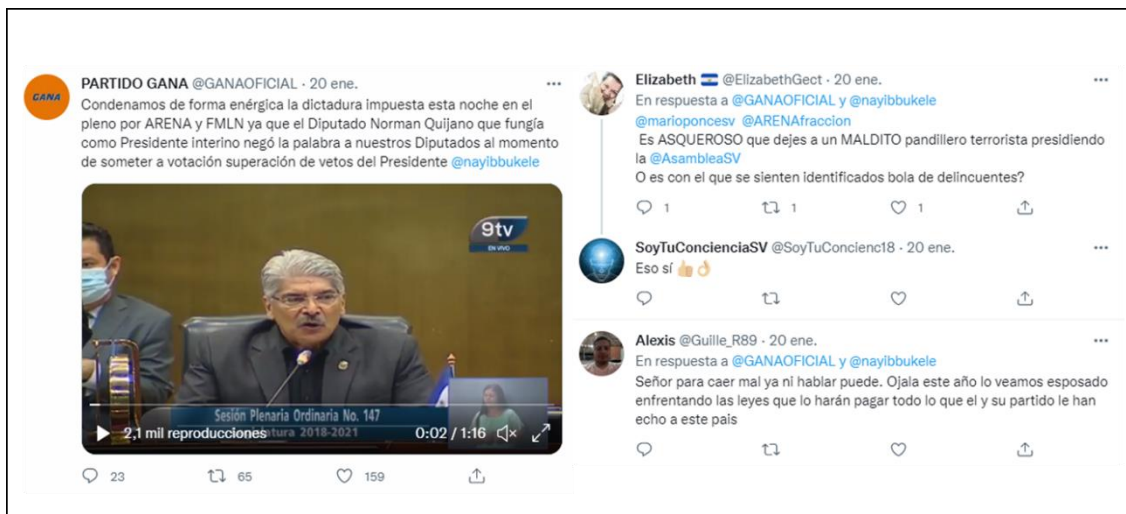 GANA
PARTIDO GANA @GANAOFICIAL · 20 ene.
Condenamos de forma enérgica la dictadura impuesta esta noche en el
pleno por ARENA y FMLN ya que el Diputado Norman Quijano que fungía
como Presidente interino negó la palabra a nuestros Diputados al momento
de someter a votación superación de vetos del Presidente @nayibbukele
9tv
EN VIVO
Sesión Plenaria Ordinaria No. 147
2,1 mil reproducciones
atura 2018-2021
0:02 / 1:16
23 65 159
Elizabeth @ElizabethGect · 20 ene.
En respuesta a @GANAOFICIAL y @nayibbukele
@marioponcesv @ARENAfraccion
Es ASQUEROSO que dejes a un MALDITO pandillero terrorista presidiendo
la @AsambleaSV
O es con el que se sienten identificados bola de delincuentes?
1 1 1
SoyTuConcienciaSV @SoyTuConcienc18 · 20 ene.
Eso sí 👍🏼👌🏼
Alexis @Guille_R89 · 20 ene.
En respuesta a @GANAOFICIAL y @nayibbukele
Señor para caer mal ya ni hablar puede. Ojala este año lo veamos esposado
enfrentando las leyes que lo harán pagar todo lo que el y su partido le han
echo a este pais